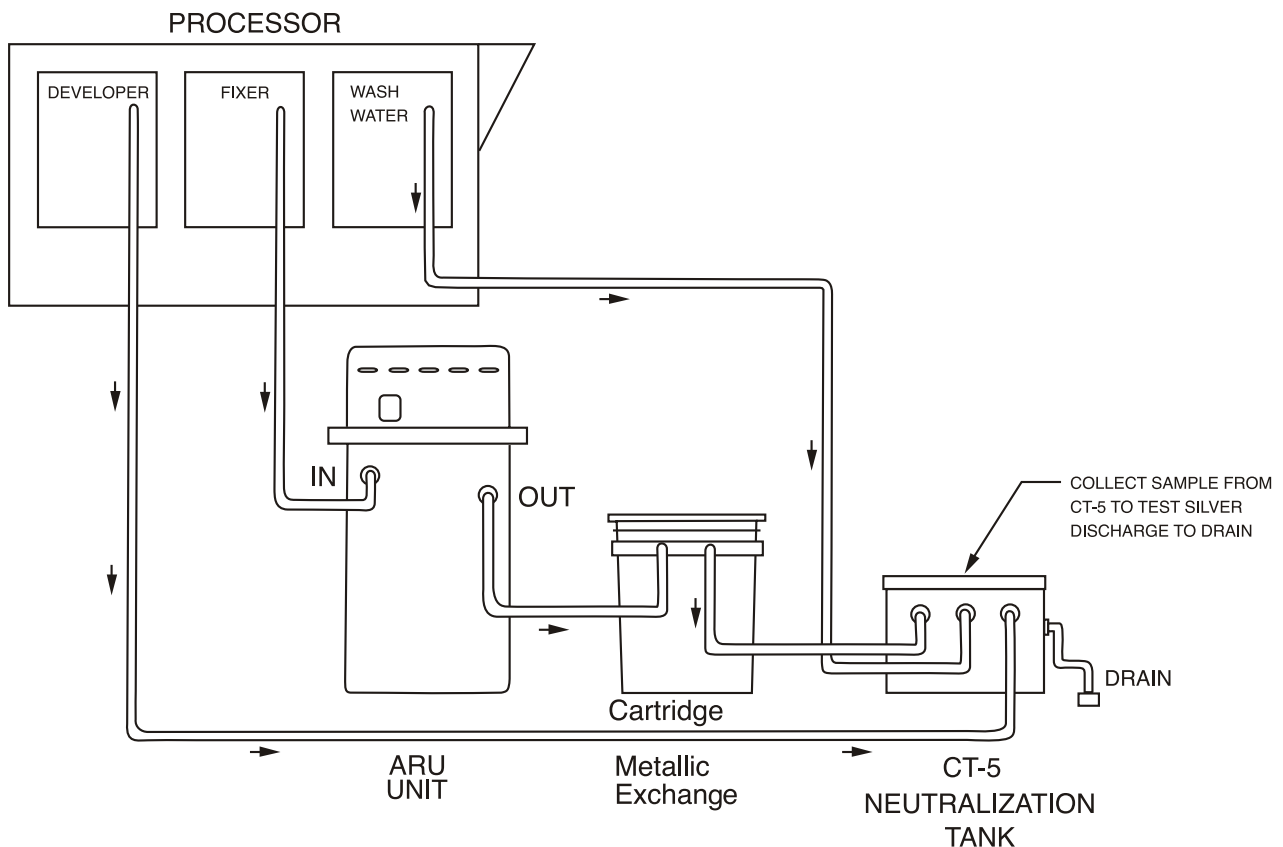 PROCESSOR
DEVELOPER
FIXER
WASH
WATER
IN
OUT
COLLECT SAMPLE FROM
CT-5 TO TEST SILVER
DISCHARGE TO DRAIN
DRAIN
Cartridge
ARU
UNIT
Metallic
Exchange
CT-5
NEUTRALIZATION
TANK